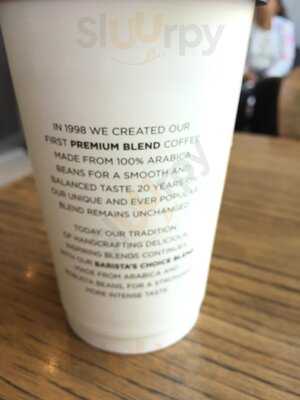 Sluurpy
IN 1998 WE CREATED OUR
FIRST PREMIUM BLEND COFFEE
MADE FROM 100% ARABICA
BEANS FOR A SMOOTH AND
BALANCED TASTE. 20 YEARS ON
OUR UNIQUE AND EVER POPULAR
BLEND REMAINS UNCHANGED.
TODAY, OUR TRADITION
OF HANDCRAFTING DELICIOUS,
INSPIRING BLENDS CONTINUES
WITH OUR BARISTA'S CHOICE BLEND
MADE FROM ARABICA AND
ROBUSTA BEANS, FOR A STRONGER
MORE INTENSE TASTE.